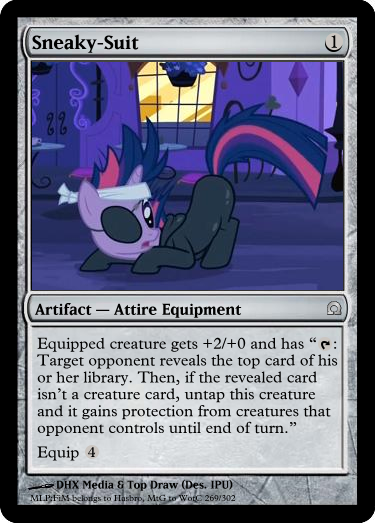 Sneaky-Suit 1
Artifact — Attire Equipment
Equipped creature gets +2/+0 and has “ :
Target opponent reveals the top card of his
or her library. Then, if the revealed card
isn't a creature card, untap this creature
and it gains protection from creatures that
opponent controls until end of turn.”
Equip 4
DHX Media & Top Draw (Des. IPU)
MLP:FiM belongs to Hasbro, MtG to WotC 269/302